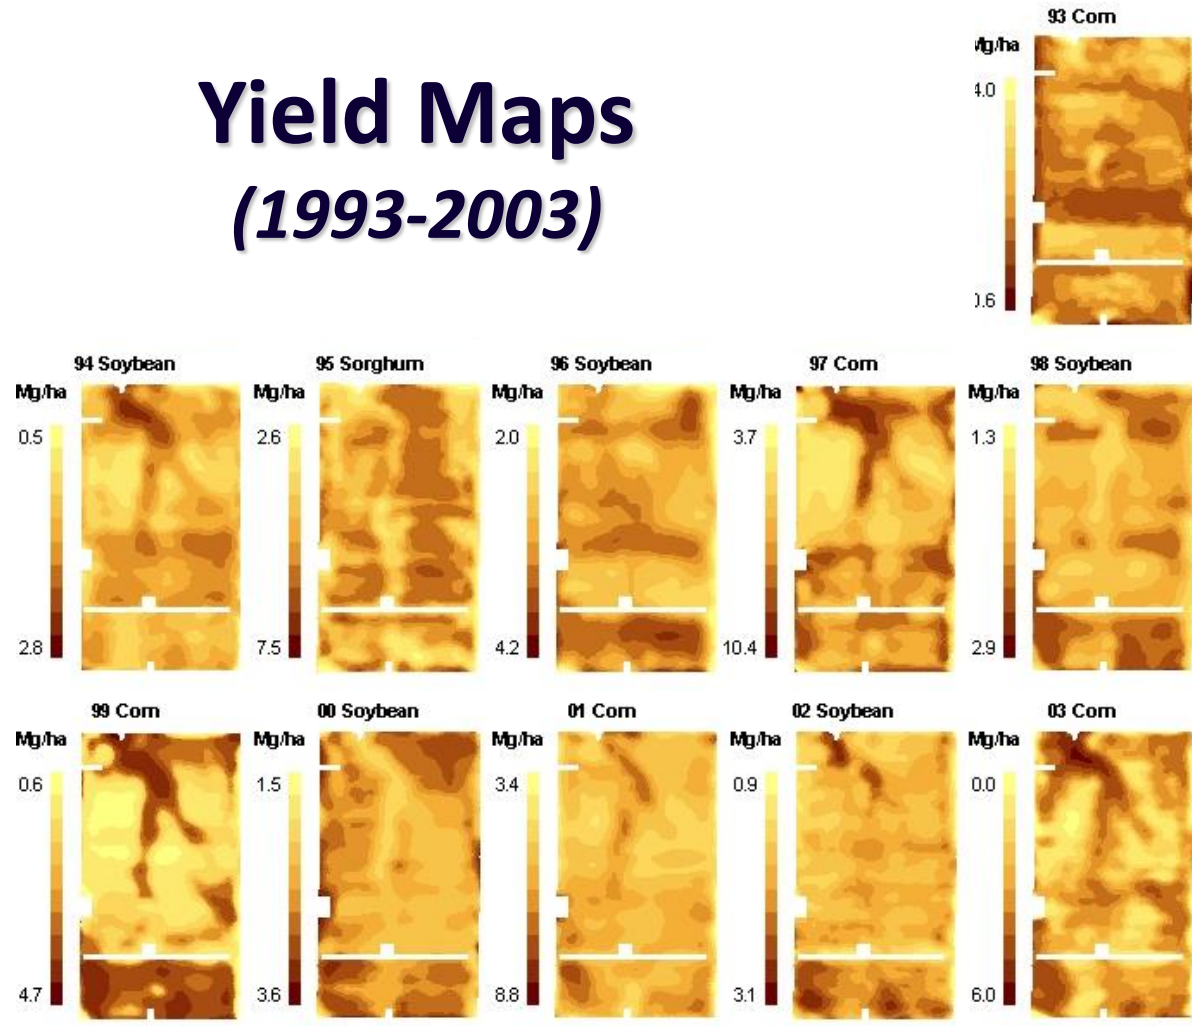 Yield Maps
(1993-2003)
93 Corn
Mg/ha
4.0
0.6
94 Soybean
Mg/ha
0.5
2.8
95 Sorghum
Mg/ha
2.6
7.5
96 Soybean
Mg/ha
2.0
4.2
97 Corn
Mg/ha
3.7
10.4
98 Soybean
Mg/ha
1.3
2.9
99 Corn
Mg/ha
0.6
4.7
00 Soybean
Mg/ha
1.5
3.6
01 Corn
Mg/ha
3.4
8.8
02 Soybean
Mg/ha
0.9
3.1
03 Corn
Mg/ha
0.0
6.0